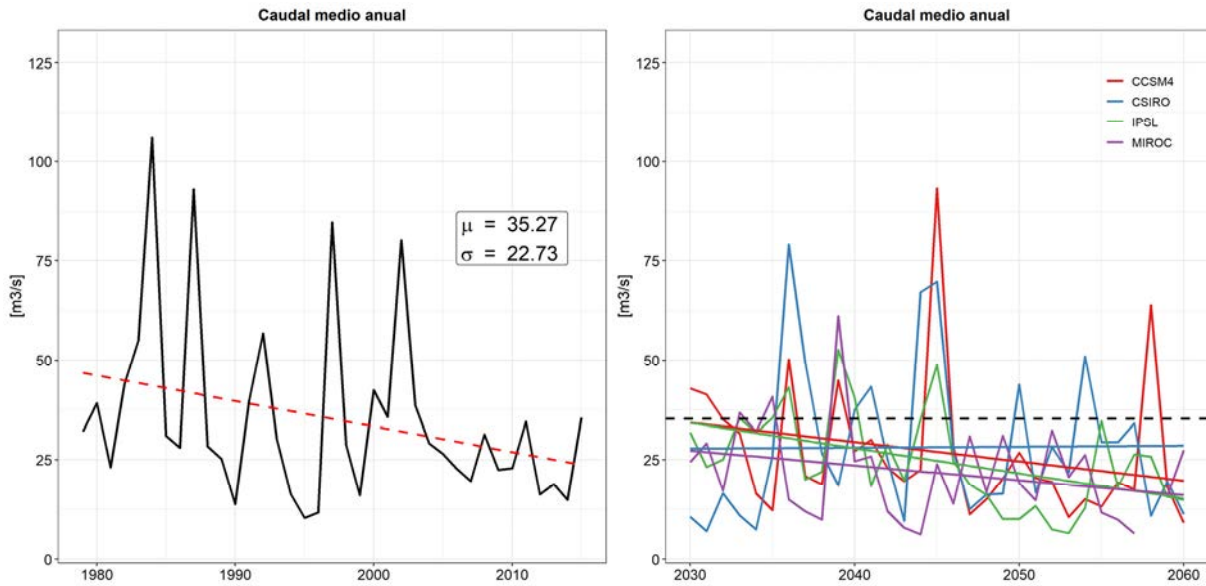 Caudal medio anual
125
100
75
50
25
0
[m3/s]
μ = 35.27
σ = 22.73
1980
1990
2000
2010
Caudal medio anual
125
100
75
50
25
0
[m3/s]
CCSM4
CSIRO
IPSL
MIROC
2030
2040
2050
2060